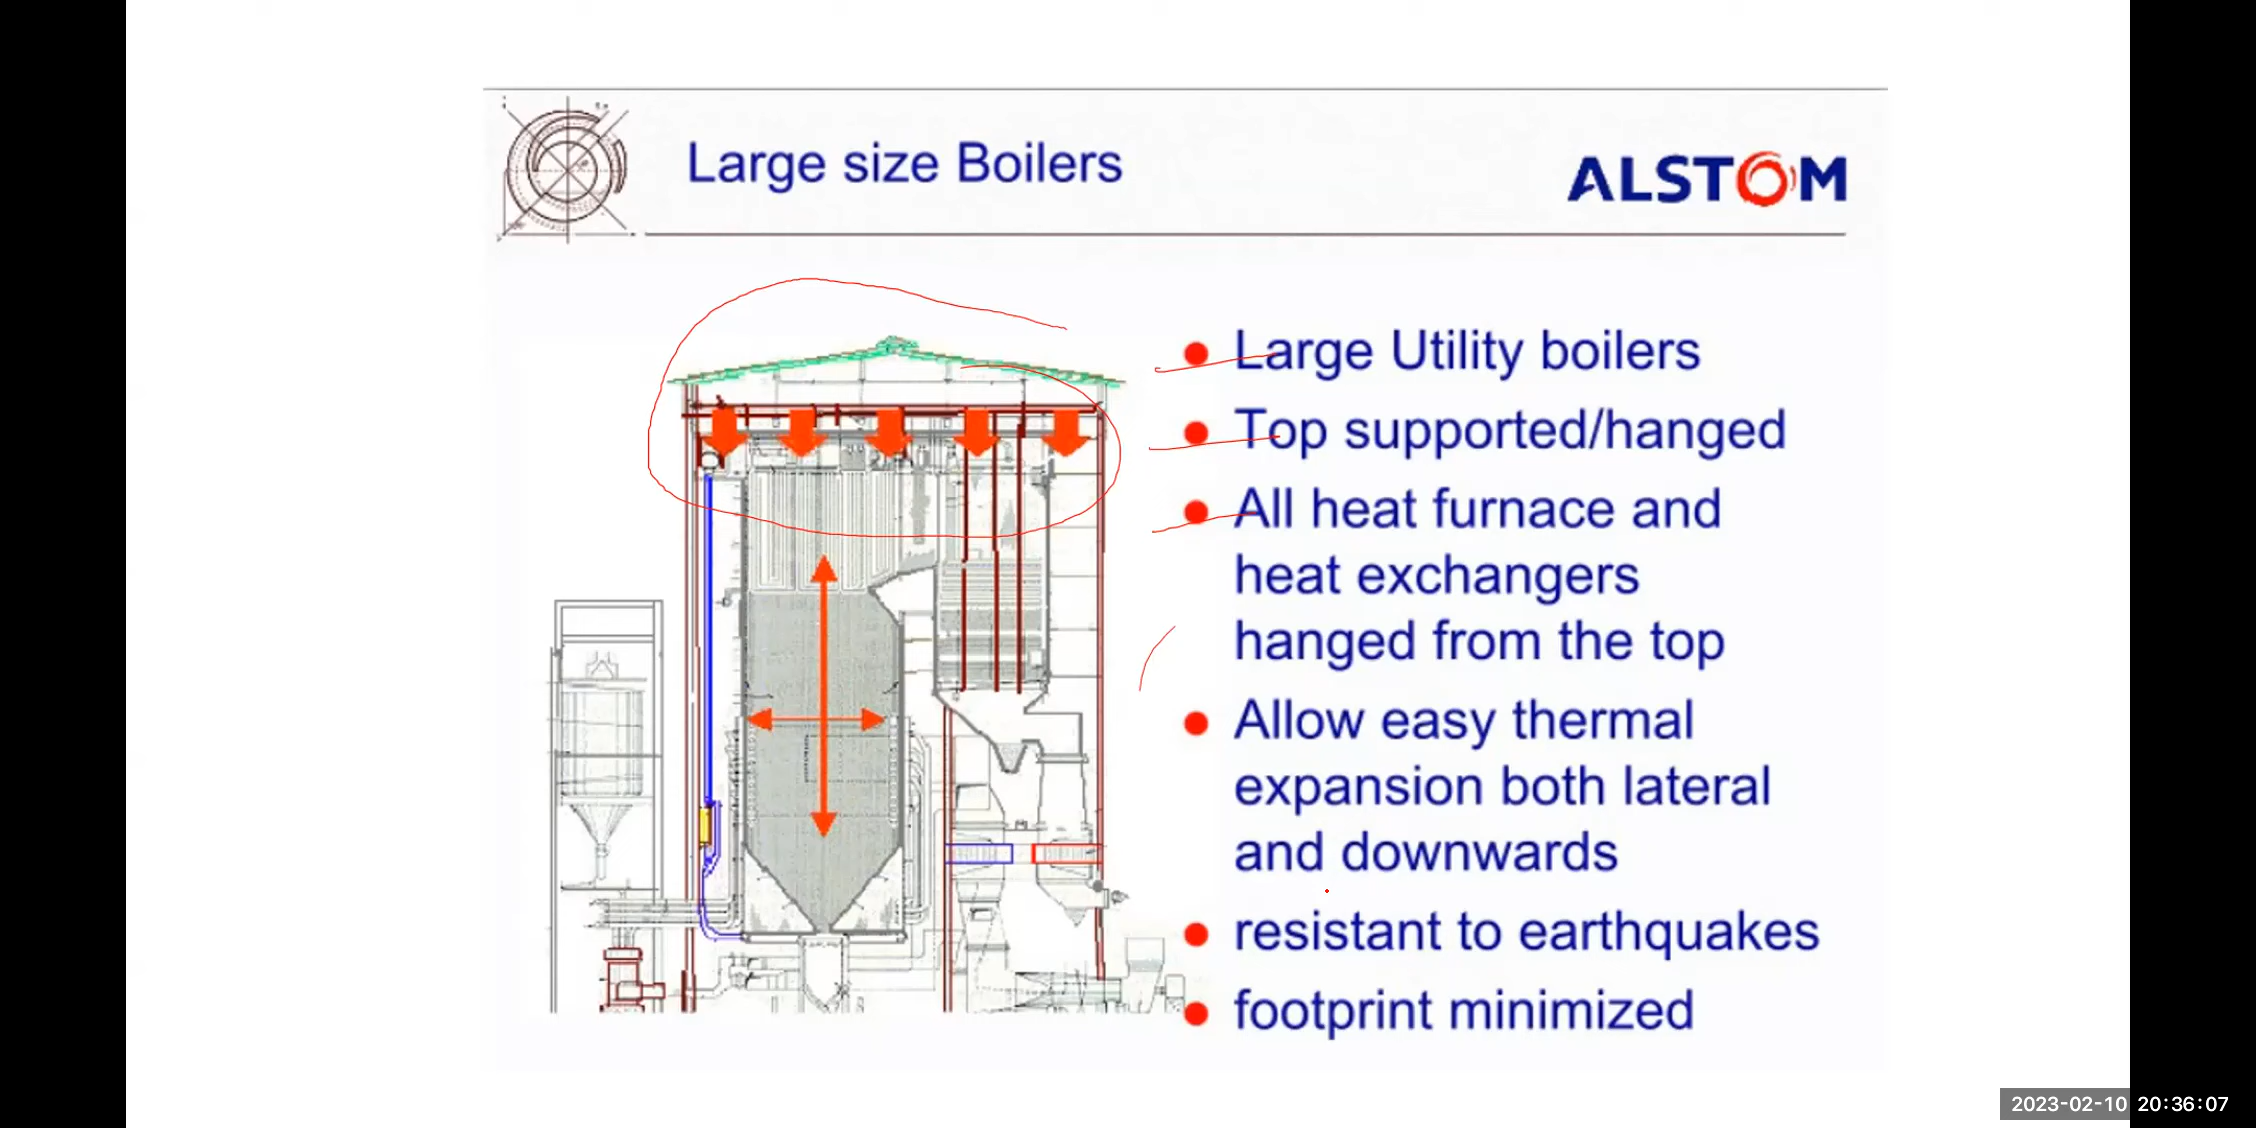 Large size Boilers
ALSTOM
Large Utility boilers
Top supported/hanged
All heat furnace and
heat exchangers
hanged from the top
Allow easy thermal
expansion both lateral
and downwards
resistant to earthquakes
footprint minimized
2023-02-10 20:36:07